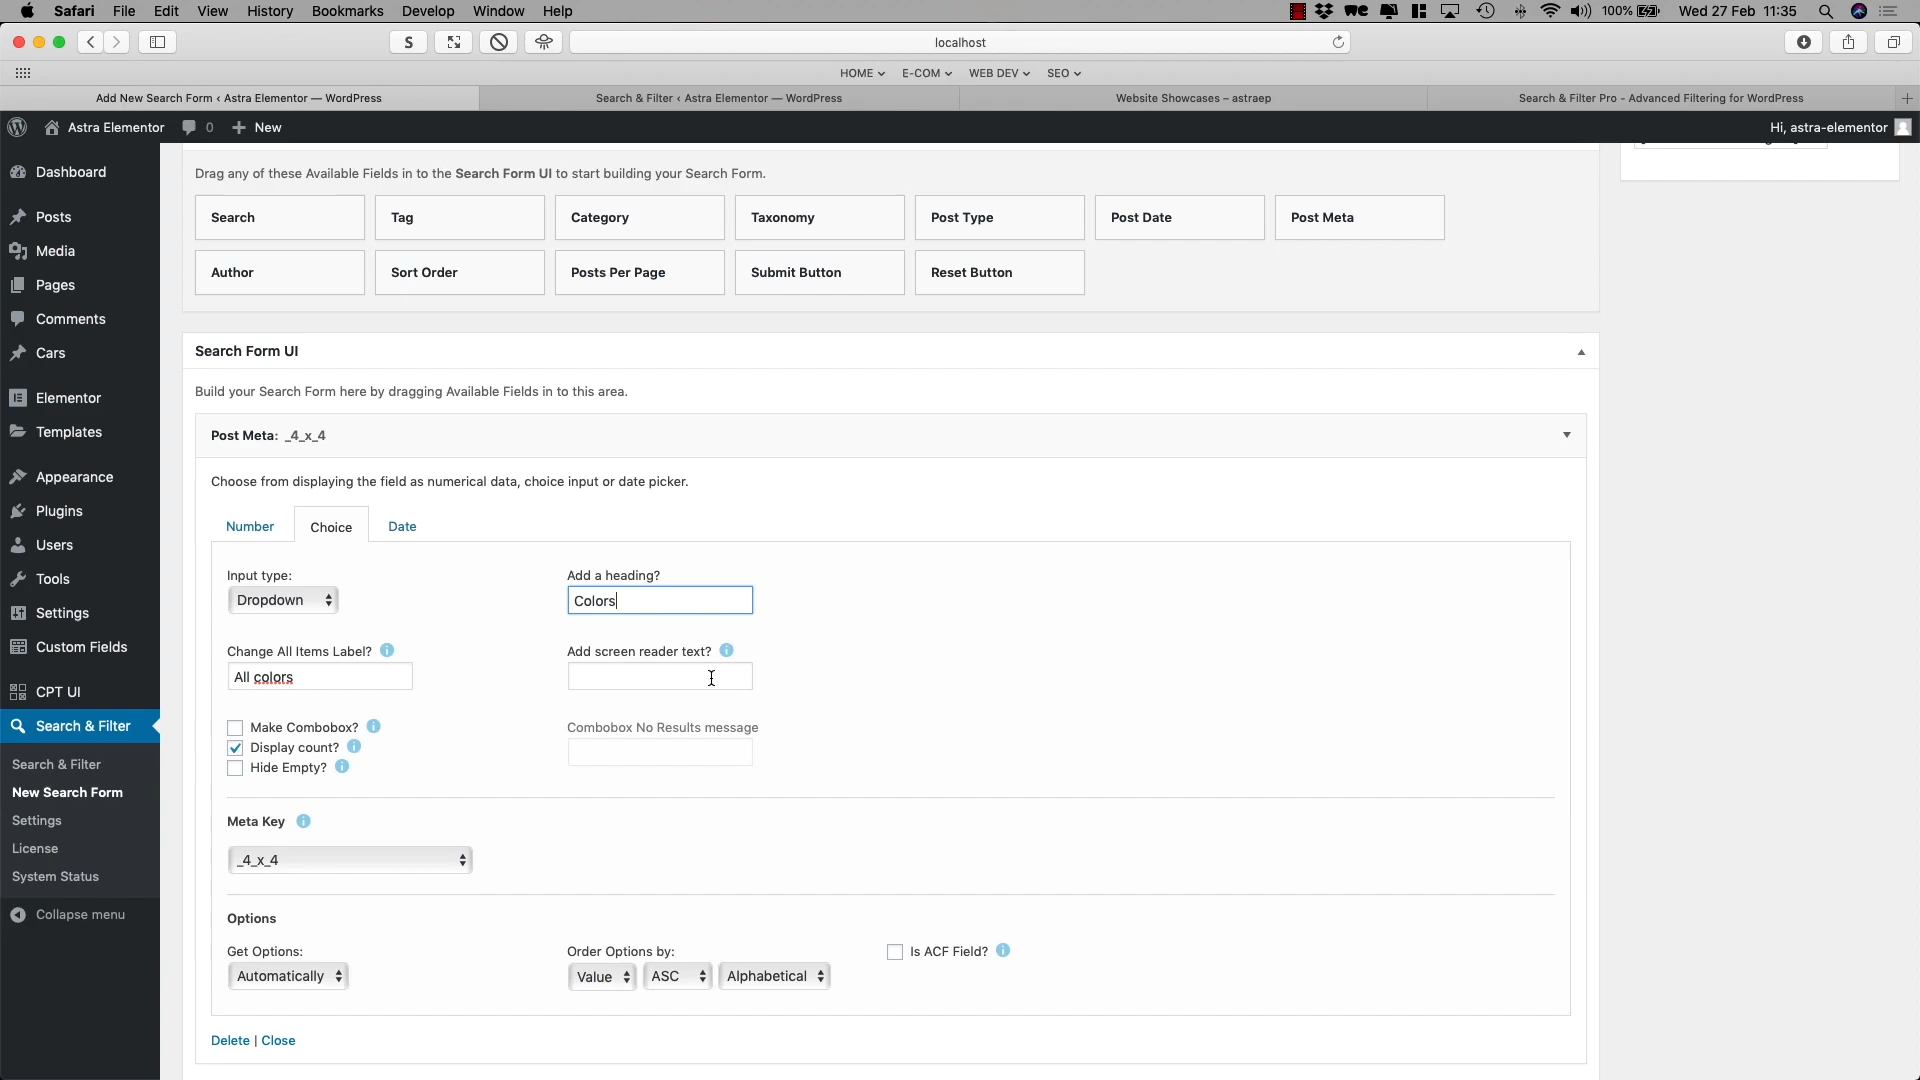 Safari File Edit View History Bookmarks Develop Window Help
100% Wed 27 Feb 11:35
S
localhost
HOME E-COM WEB DEV SEO
Add New Search Form ‹ Astra Elementor — WordPress
Search & Filter ‹ Astra Elementor — WordPress
Website Showcases – astraep
Search & Filter Pro - Advanced Filtering for WordPress
Astra Elementor 0 New
Hi, astra-elementor
Dashboard
Posts
Media
Pages
Comments
Cars
Elementor
Templates
Appearance
Plugins
Users
Tools
Settings
Custom Fields
CPT UI
Search & Filter
Search & Filter
New Search Form
Settings
License
System Status
Collapse menu
Drag any of these Available Fields in to the Search Form UI to start building your Search Form.
Search Tag Category Taxonomy Post Type Post Date Post Meta
Author Sort Order Posts Per Page Submit Button Reset Button
Search Form UI
Build your Search Form here by dragging Available Fields in to this area.
Post Meta: _4_x_4
Choose from displaying the field as numerical data, choice input or date picker.
Number Choice Date
Input type: Add a heading?
Dropdown Colors
Change All Items Label? Add screen reader text?
All colors
Make Combobox? Combobox No Results message
Display count?
Hide Empty?
Meta Key
_4_x_4
Options
Get Options: Order Options by: Is ACF Field?
Automatically Value ASC Alphabetical
Delete | Close